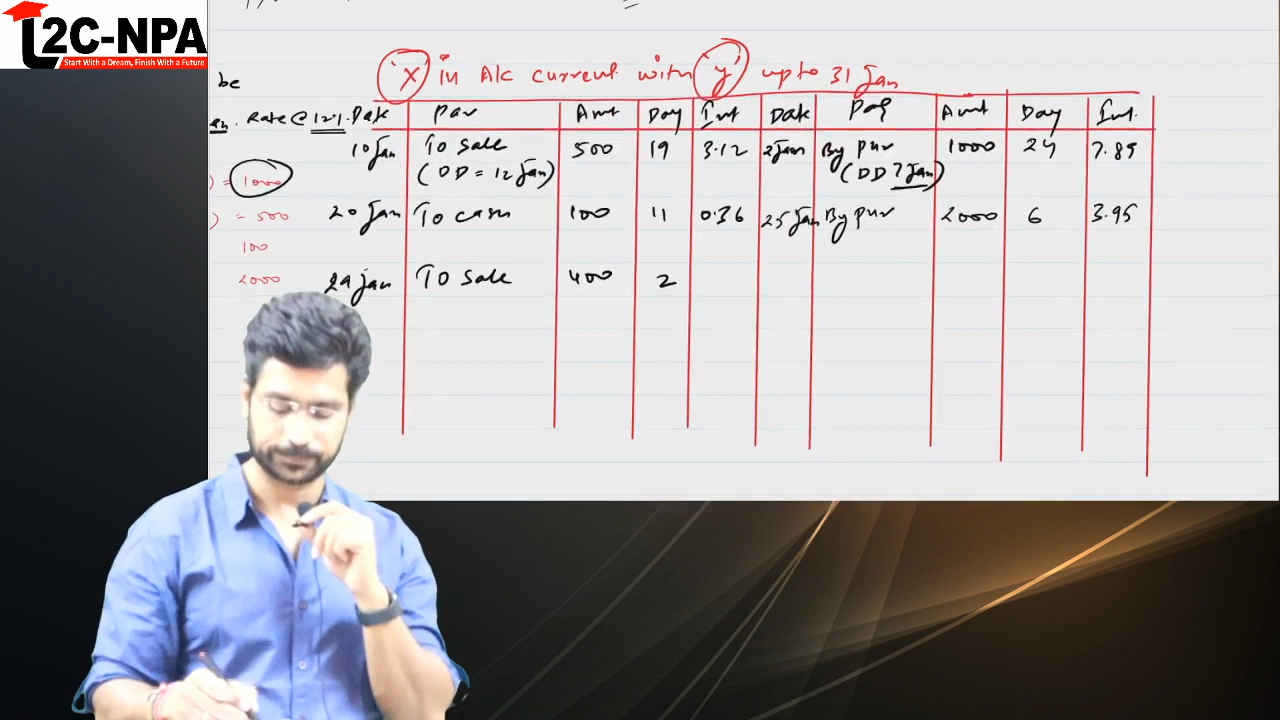 L2C-NPA
Start With a Dream, Finish With a Future
'X' in A/c current with 'y' upto 31 Jan
be
Rate @ 12%.
Date Par Amt Day Int Date Par Amt Day Int.
10 Jan To sale 500 19 3.12 2 Jan By pur 1000 24 7.89
(DD = 12 Jan) (DD 7 Jan)
) = 1000
) = 500 20 Jan To cash 100 11 0.36 25 Jan By pur 2000 6 3.95
100
2000 29 Jan To sale 400 2